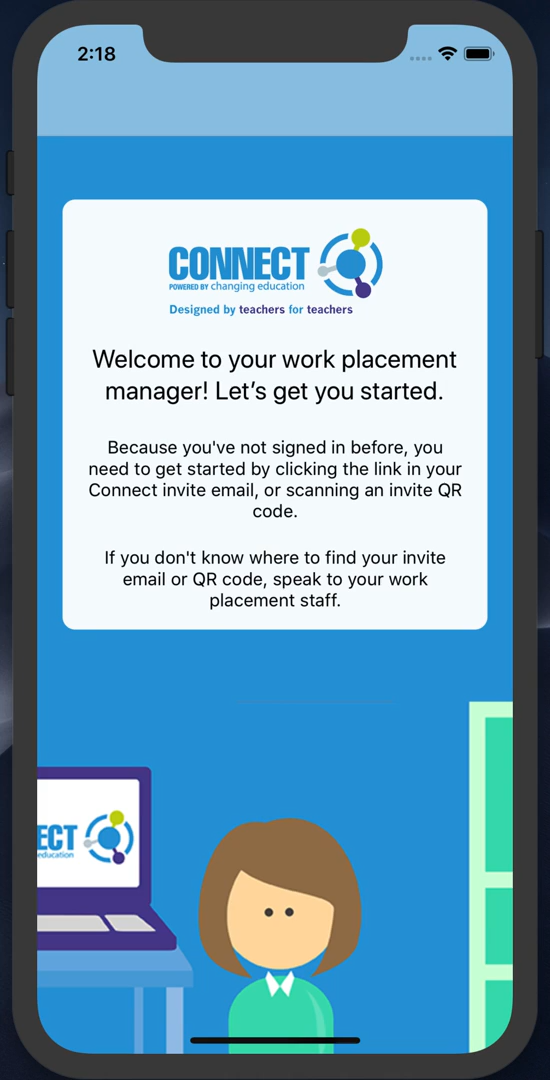 2:18
CONNECT
POWERED BY changing education
Designed by teachers for teachers
Welcome to your work placement
manager! Let’s get you started.
Because you've not signed in before, you
need to get started by clicking the link in your
Connect invite email, or scanning an invite QR
code.
If you don't know where to find your invite
email or QR code, speak to your work
placement staff.
ECT
education